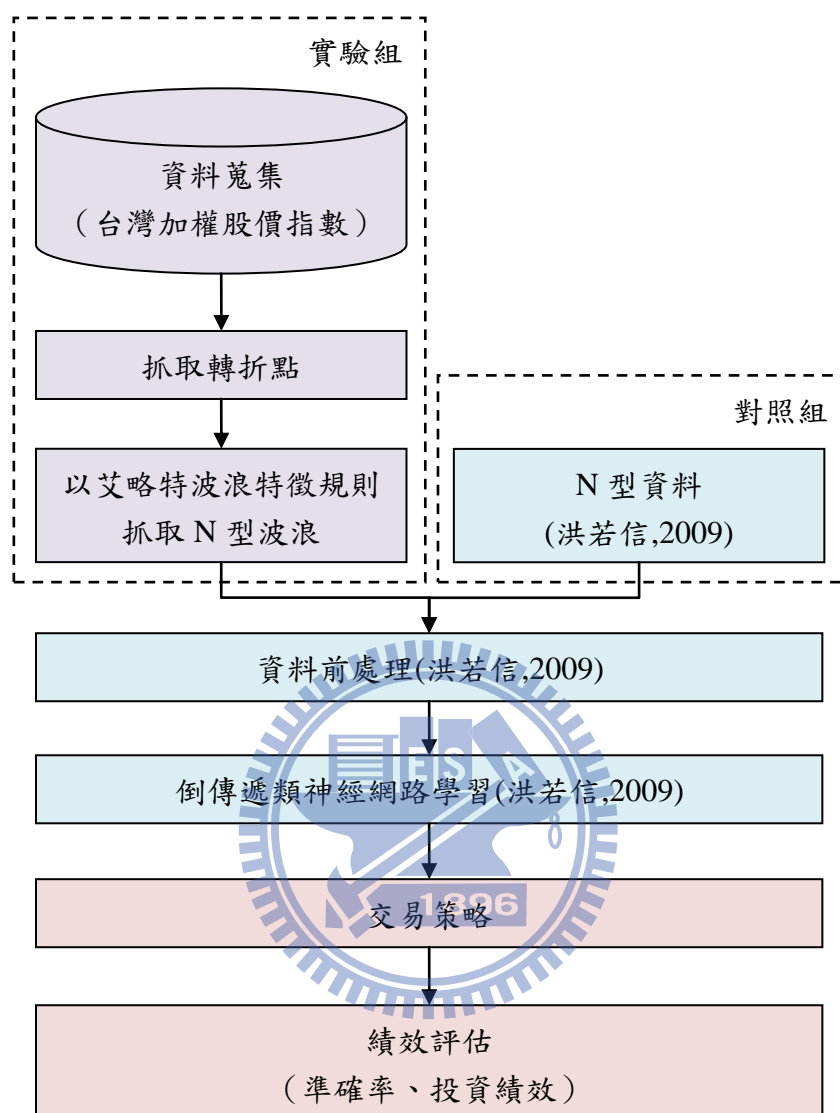 實驗組
資料蒐集
（台灣加權股價指數）
抓取轉折點
以艾略特波浪特徵規則
抓取 N 型波浪
對照組
N 型資料
(洪若信,2009)
資料前處理(洪若信,2009)
倒傳遞類神經網路學習(洪若信,2009)
交易策略
績效評估
（準確率、投資績效）
E S A
1896